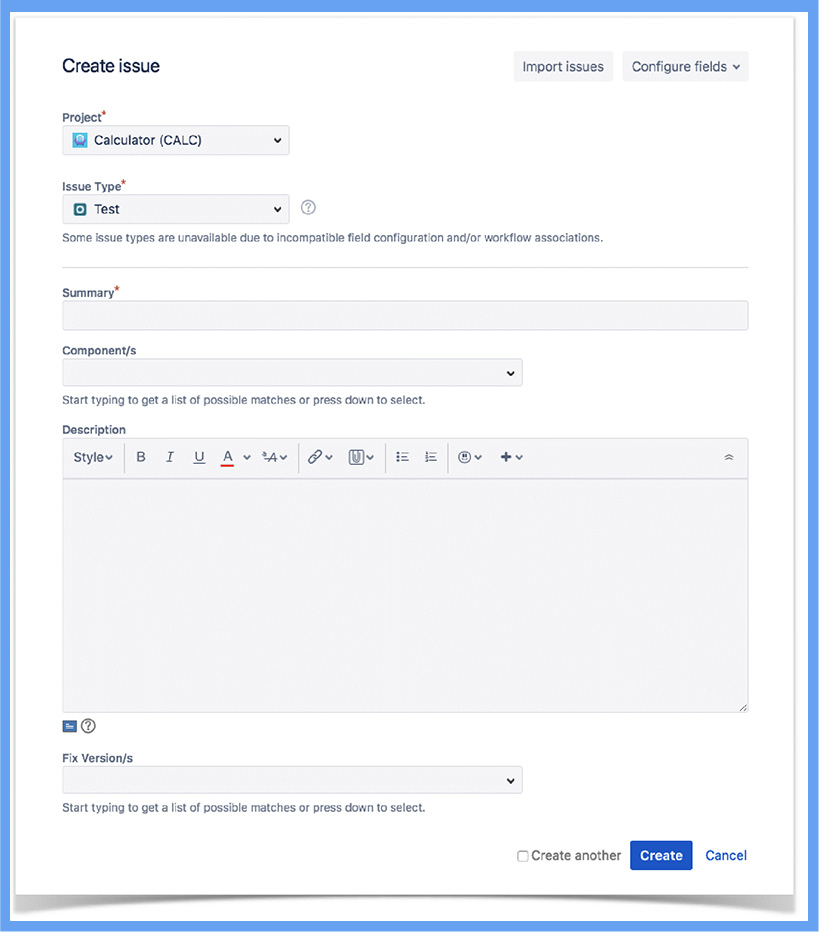 Create issue
Import issues
Configure fields
Project*
Calculator (CALC)
Issue Type*
Test
Some issue types are unavailable due to incompatible field configuration and/or workflow associations.
Summary*
Component/s
Start typing to get a list of possible matches or press down to select.
Description
Style B I U A A
Fix Version/s
Start typing to get a list of possible matches or press down to select.
Create another Create Cancel